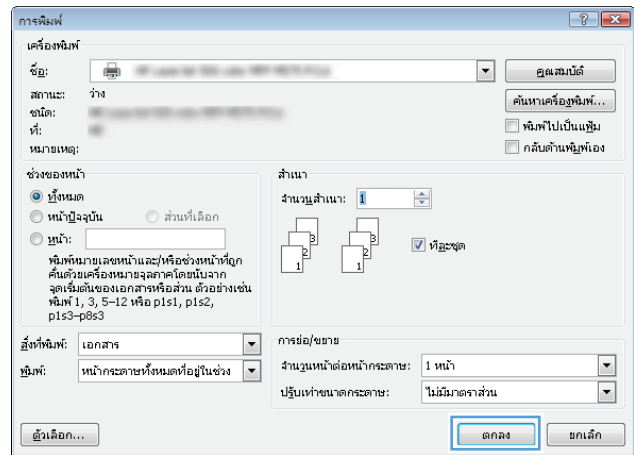 การพิมพ์
เครื่องพิมพ์
ชื่อ:
คุณสมบัติ
สถานะ: ว่าง
ค้นหาเครื่องพิมพ์...
ชนิด:
ที่:
พิมพ์ไปเป็นแฟ้ม
หมายเหตุ:
กลับด้านพิมพ์เอง
ช่วงของหน้า
ทั้งหมด
หน้าปัจจุบัน ส่วนที่เลือก
หน้า:
พิมพ์หมายเลขหน้าและ/หรือช่วงหน้าที่ถูก
คั่นด้วยเครื่องหมายจุลภาคโดยนับจาก
จุดเริ่มต้นของเอกสารหรือส่วน ตัวอย่างเช่น
พิมพ์ 1, 3, 5–12 หรือ p1s1, p1s2,
p1s3–p8s3
สำเนา
จำนวนสำเนา: 1
3 3
2 2
1 1
ทีละชุด
สิ่งที่พิมพ์: เอกสาร
พิมพ์: หน้ากระดาษทั้งหมดที่อยู่ในช่วง
การย่อ/ขยาย
จำนวนหน้าต่อหน้ากระดาษ: 1 หน้า
ปรับเท่าขนาดกระดาษ: ไม่มีมาตราส่วน
ตัวเลือก...
ตกลง
ยกเลิก